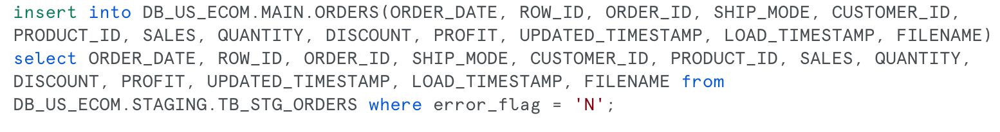 insert into DB_US_ECOM.MAIN.ORDERS(ORDER_DATE, ROW_ID, ORDER_ID, SHIP_MODE, CUSTOMER_ID,
PRODUCT_ID, SALES, QUANTITY, DISCOUNT, PROFIT, UPDATED_TIMESTAMP, LOAD_TIMESTAMP, FILENAME)
select ORDER_DATE, ROW_ID, ORDER_ID, SHIP_MODE, CUSTOMER_ID, PRODUCT_ID, SALES, QUANTITY,
DISCOUNT, PROFIT, UPDATED_TIMESTAMP, LOAD_TIMESTAMP, FILENAME from
DB_US_ECOM.STAGING.TB_STG_ORDERS where error_flag = 'N';